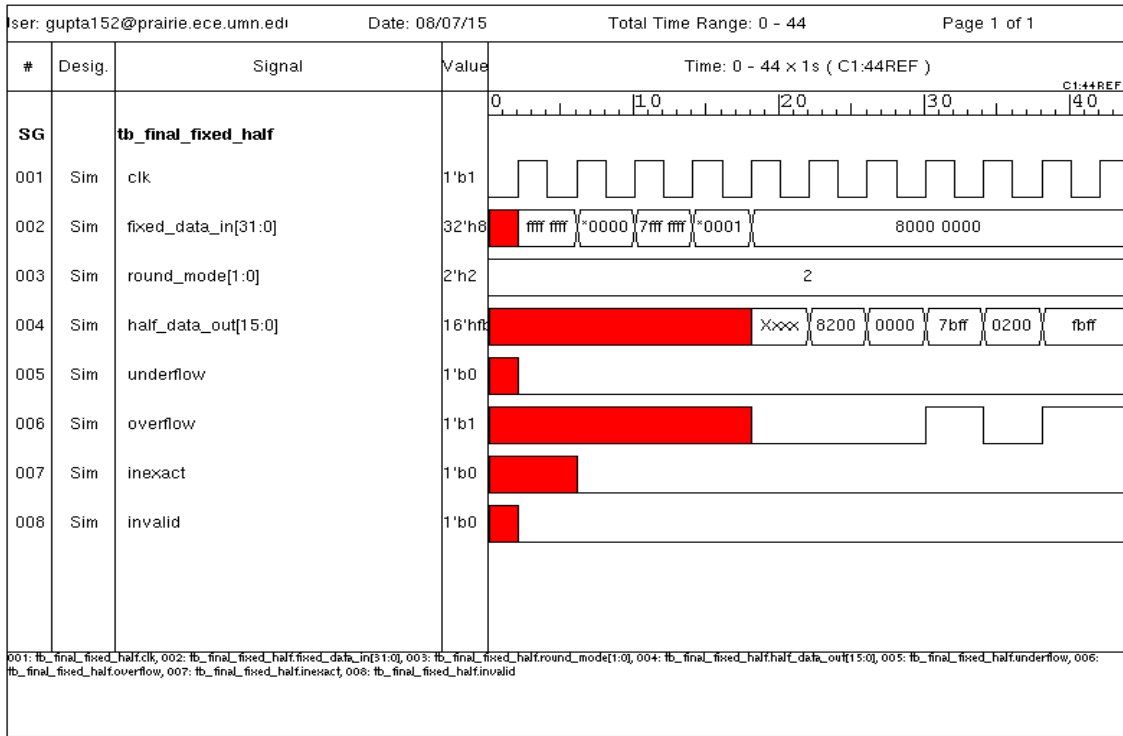 Iser: gupta152@prairie.ece.umn.edu Date: 08/07/15 Total Time Range: 0 - 44 Page 1 of 1
# Desig. Signal Value Time: 0 - 44 x 1s ( C1:44REF )
C1:44REF
0 10 20 30 40
SG tb_final_fixed_half
001 Sim clk 1'b1
002 Sim fixed_data_in[31:0] 32'h8 ffff ffff *0000 7fff ffff *0001 8000 0000
003 Sim round_mode[1:0] 2'h2 2
004 Sim half_data_out[15:0] 16'hfb Xxxx 8200 0000 7bff 0200 fbff
005 Sim underflow 1'b0
006 Sim overflow 1'b1
007 Sim inexact 1'b0
008 Sim invalid 1'b0
001: tb_final_fixed_half.clk, 002: tb_final_fixed_half.fixed_data_in[31:0], 003: tb_final_fixed_half.round_mode[1:0], 004: tb_final_fixed_half.half_data_out[15:0], 005: tb_final_fixed_half.underflow, 006:
tb_final_fixed_half.overflow, 007: tb_final_fixed_half.inexact, 008: tb_final_fixed_half.invalid